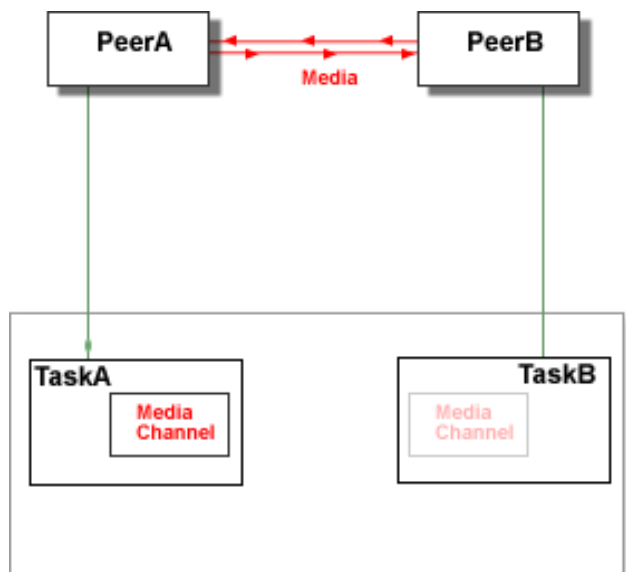 PeerA
PeerB
Media
TaskA
TaskB
Media
Channel
Media
Channel